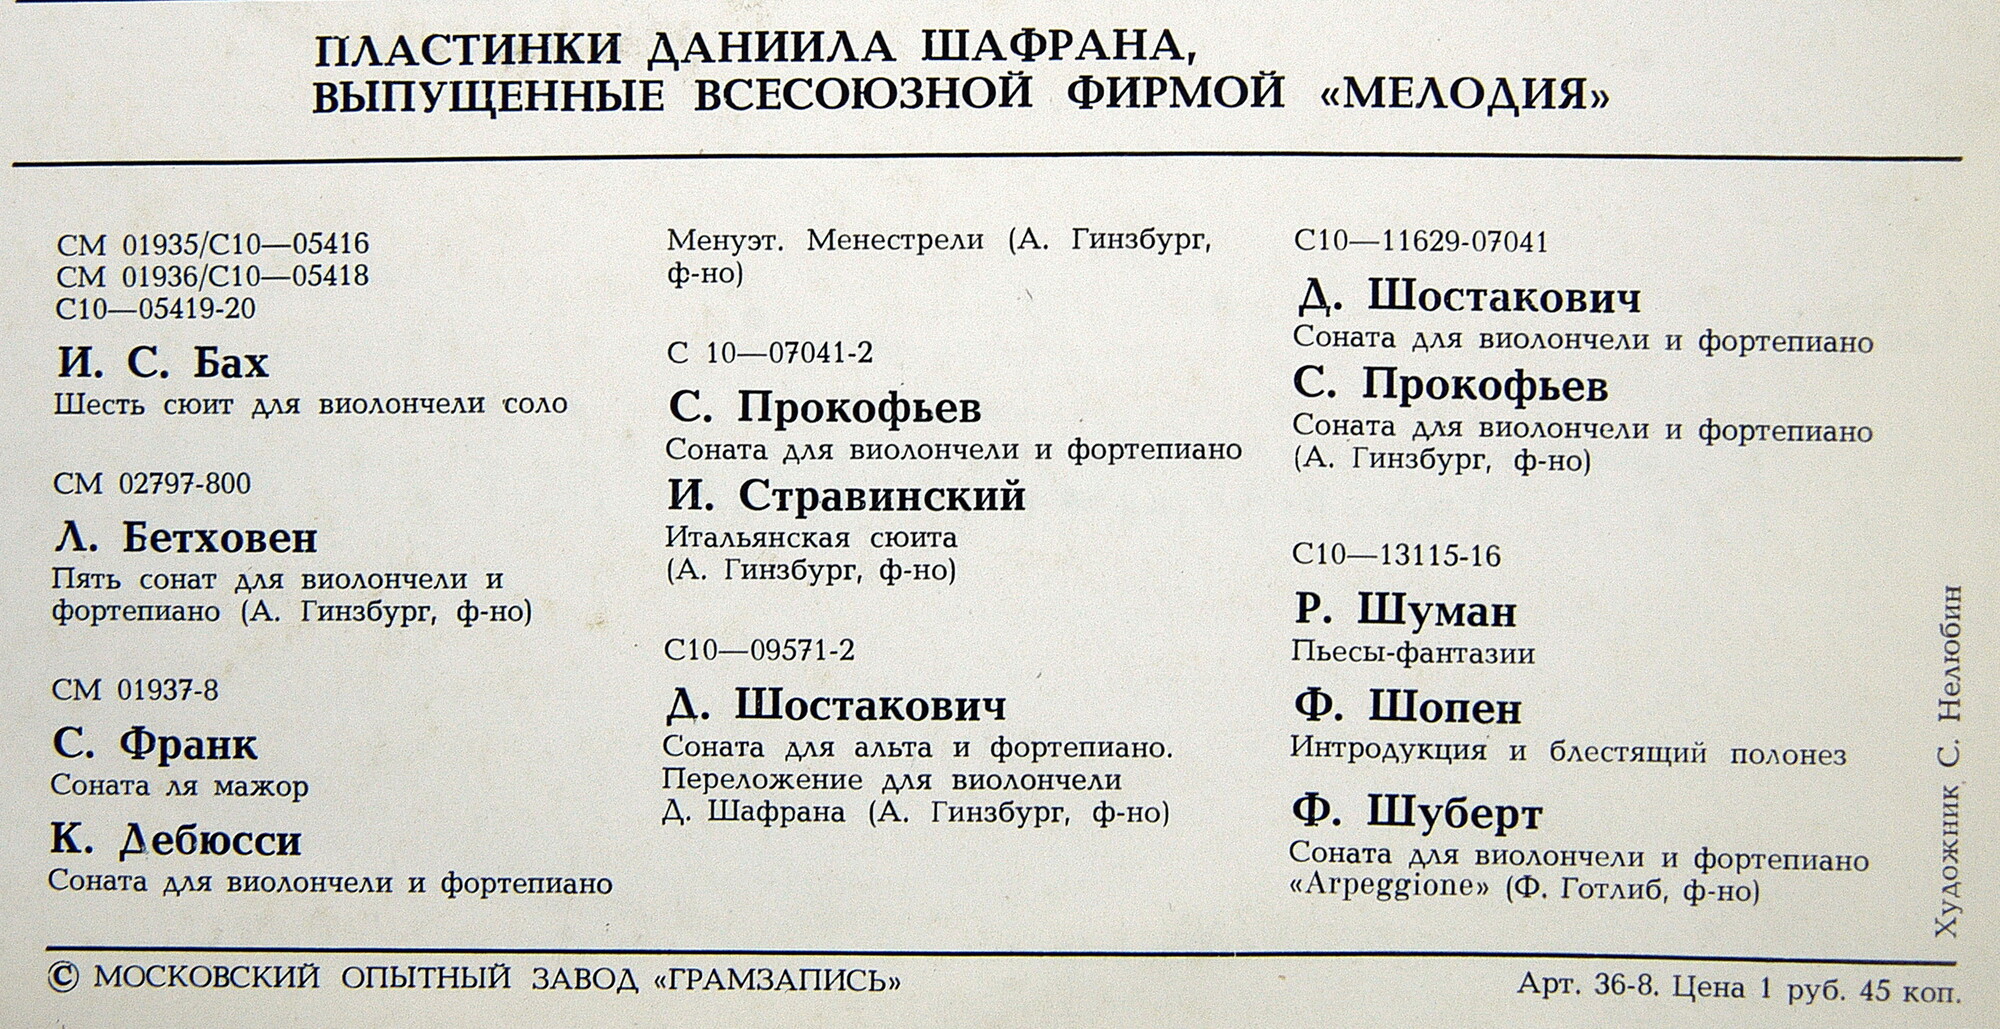 ПЛАСТИНКИ ДАНИИЛА ШАФРАНА,
ВЫПУЩЕННЫЕ ВСЕСОЮЗНОЙ ФИРМОЙ «МЕЛОДИЯ»
СМ 01935/С10—05416
СМ 01936/С10—05418
С10—05419-20
И. С. Бах
Шесть сюит для виолончели соло
СМ 02797-800
Л. Бетховен
Пять сонат для виолончели и
фортепиано (А. Гинзбург, ф-но)
СМ 01937-8
С. Франк
Соната ля мажор
К. Дебюсси
Соната для виолончели и фортепиано
Менуэт. Менестрели (А. Гинзбург,
ф-но)
С 10—07041-2
С. Прокофьев
Соната для виолончели и фортепиано
И. Стравинский
Итальянская сюита
(А. Гинзбург, ф-но)
С10—09571-2
Д. Шостакович
Соната для альта и фортепиано.
Переложение для виолончели
Д. Шафрана (А. Гинзбург, ф-но)
С10—11629-07041
Д. Шостакович
Соната для виолончели и фортепиано
С. Прокофьев
Соната для виолончели и фортепиано
(А. Гинзбург, ф-но)
С10—13115-16
Р. Шуман
Пьесы-фантазии
Ф. Шопен
Интродукция и блестящий полонез
Ф. Шуберт
Соната для виолончели и фортепиано
«Arpeggione» (Ф. Готлиб, ф-но)
Художник С. Нелюбин
© МОСКОВСКИЙ ОПЫТНЫЙ ЗАВОД «ГРАМЗАПИСЬ»
Арт. 36-8. Цена 1 руб. 45 коп.